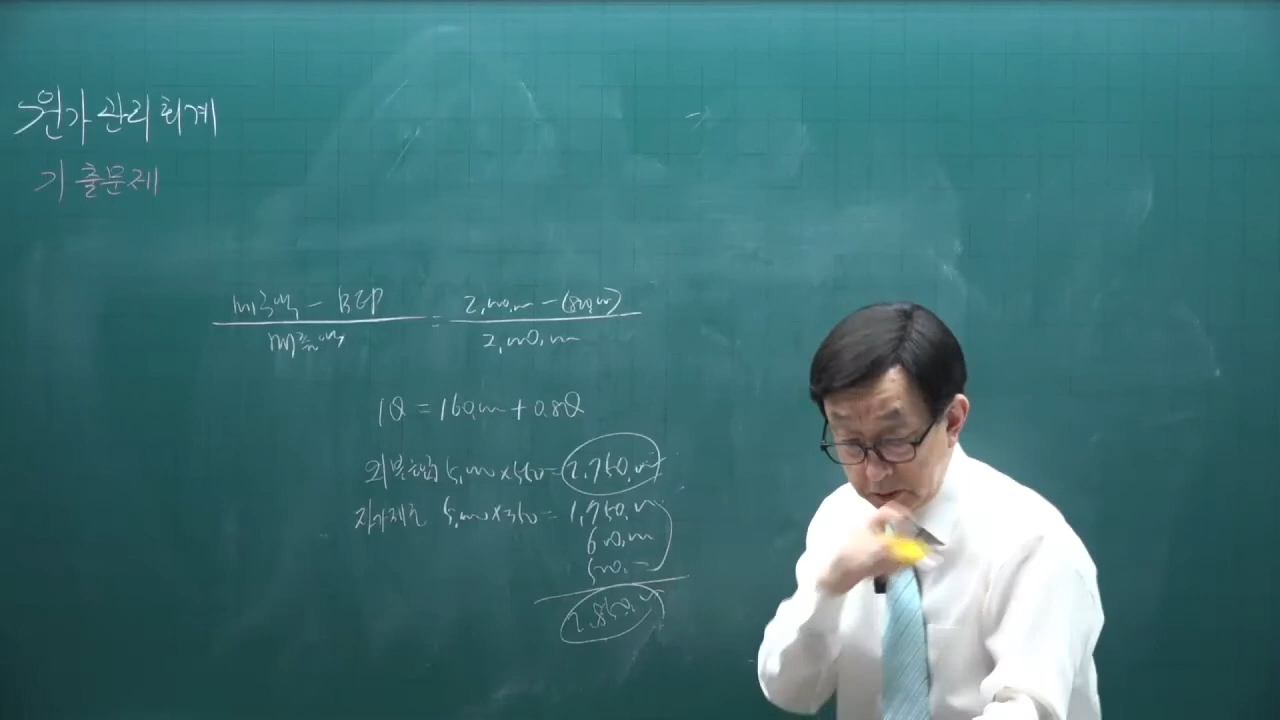 원가관리회계
기출문제
매출액 - BEP = 2,000,000 - (800,000)
매출액 2,000,000
1Q = 160,000 + 0.8Q
외부구입 5,000 x 550 = 2,750,000
자가제조 5,000 x 350 = 1,750,000
600,000
500,000
2,850,000